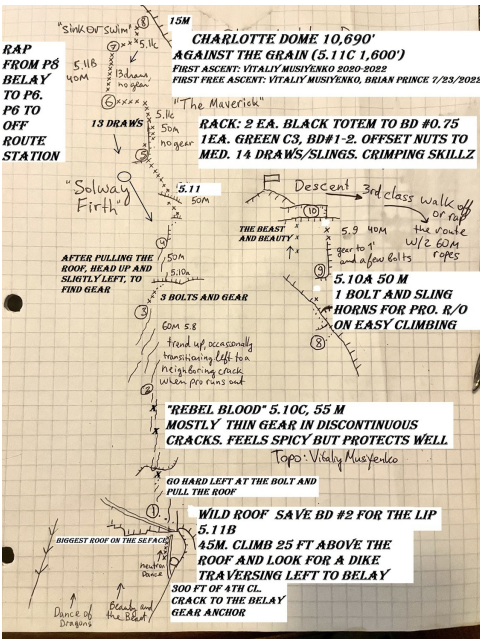 "sink or swim"
⑧
15M
CHARLOTTE DOME 10,690'
AGAINST THE GRAIN (5.11C 1,600')
FIRST ASCENT: VITALIY MUSIYENKO 2020-2022
FIRST FREE ASCENT: VITALIY MUSIYENKO, BRIAN PRINCE 7/23/2022
RAP
FROM P8
BELAY
TO P6.
P6 TO
OFF
ROUTE
STATION
⑦
5.11c
5.11B
40M
13 draws,
no gear
⑥
"The Maverick"
13 DRAWS
5.11c
50m
no gear
RACK: 2 EA. BLACK TOTEM TO BD #0.75
1EA. GREEN C3, BD#1-2. OFFSET NUTS TO
MED. 14 DRAWS/SLINGS. CRIMPING SKILLZ
⑤
"Solway
Firth"
5.11
50m
Descent
3rd class walk off
or rap
the route
w/2 60m
ropes
⑩
THE BEAST
AND BEAUTY
5.9 40M
gear to 1"
and a few bolts
⑨
④
AFTER PULLING THE
ROOF, HEAD UP AND
SLIGTLY LEFT, TO
FIND GEAR
50m
5.10a
5.10A 50 M
1 BOLT AND SLING
HORNS FOR PRO. R/O
ON EASY CLIMBING
⑧
3 BOLTS AND GEAR
③
60M 5.8
trend up, occasionally
transitioning left to a
neighboring crack
when pro runs out
②
"REBEL BLOOD" 5.10C, 55 M
MOSTLY THIN GEAR IN DISCONTINUOUS
CRACKS. FEELS SPICY BUT PROTECTS WELL
Topo: Vitaliy Musiyenko
GO HARD LEFT AT THE BOLT AND
PULL THE ROOF
①
BIGGEST ROOF ON THE SE FACE
WILD ROOF SAVE BD #2 FOR THE LIP
5.11B
45M. CLIMB 25 FT ABOVE THE
ROOF AND LOOK FOR A DIKE
TRAVERSING LEFT TO BELAY
neutron
Dance
300 FT OF 4TH CL.
CRACK TO THE BELAY
GEAR ANCHOR
Dance of
Dragons
Beauty and
the Beast